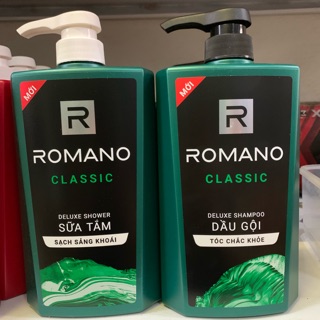 MỚI
R
ROMANO
CLASSIC
DELUXE SHOWER
SỮA TẮM
SẠCH SẢNG KHOÁI
MỚI
R
ROMANO
CLASSIC
DELUXE SHAMPOO
DẦU GỘI
TÓC CHẮC KHỎE